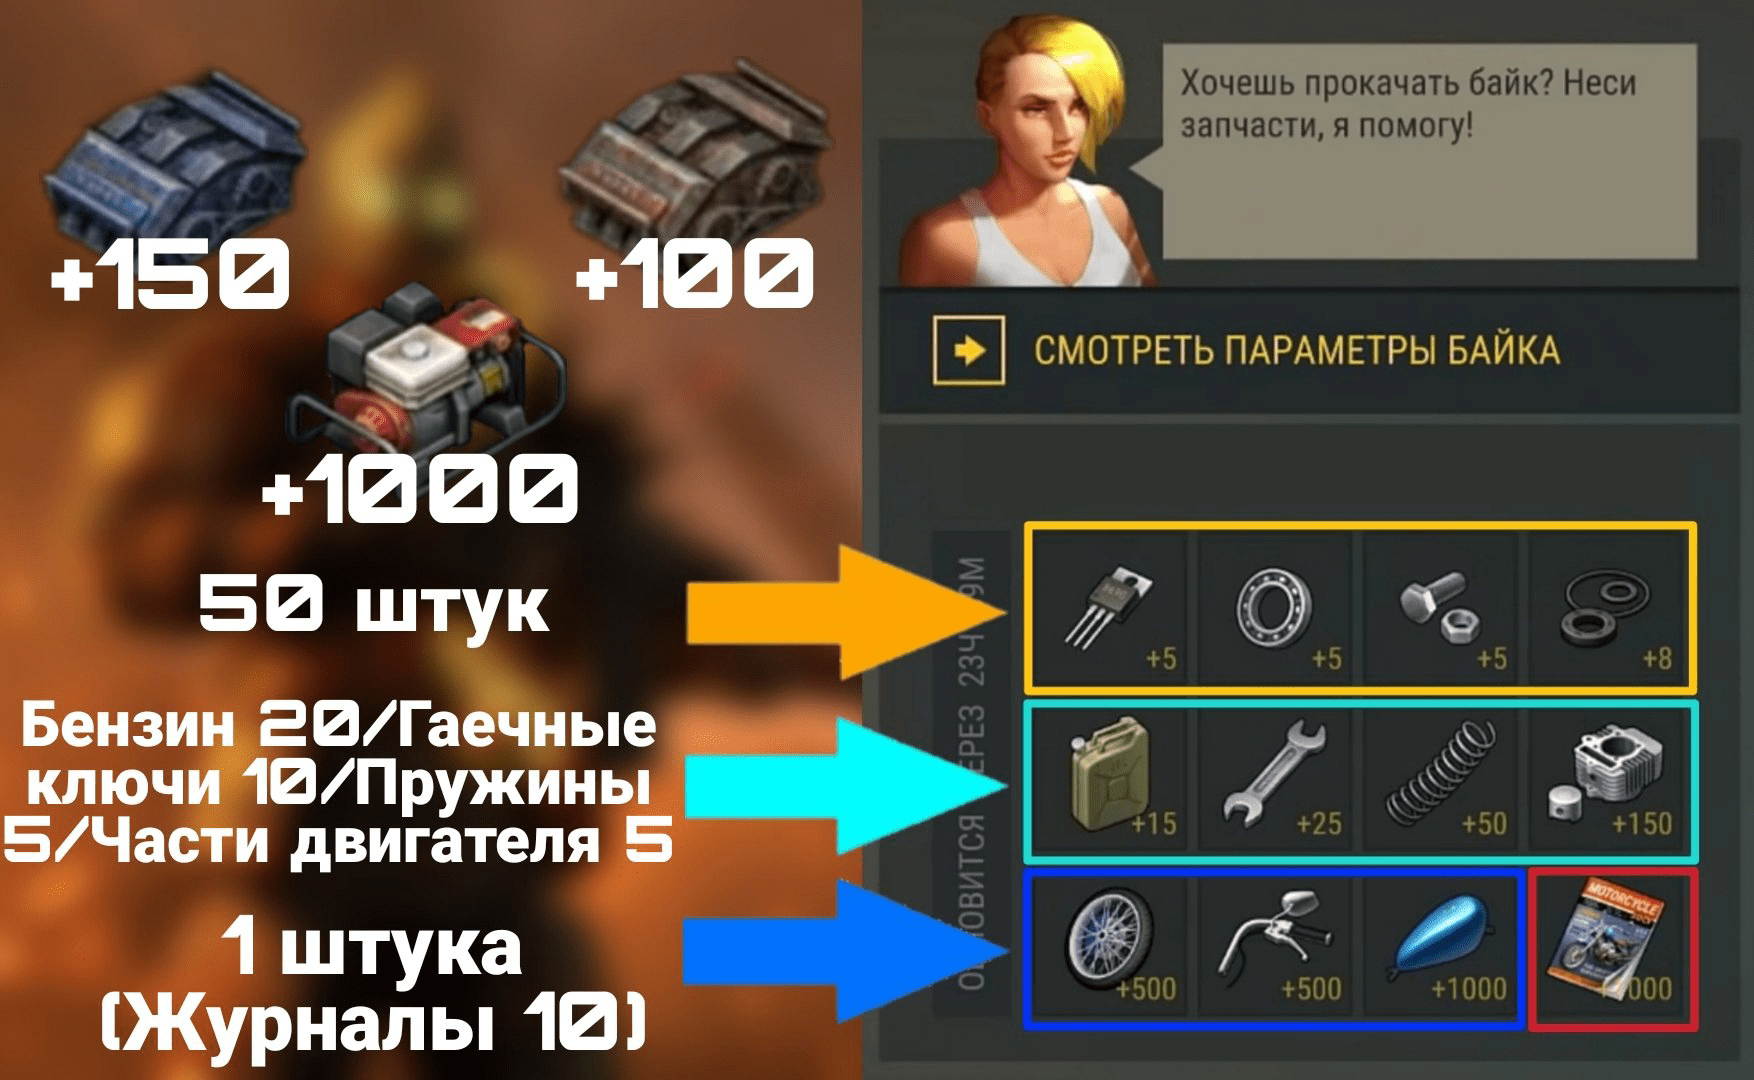 +150
+100
+1000
50 штук
Бензин 20/Гаечные
ключи 10/Пружины
5/Части двигателя 5
1 штука
(Журналы 10)
Хочешь прокачать байк? Неси
запчасти, я помогу!
СМОТРЕТЬ ПАРАМЕТРЫ БАЙКА
23Ч
+5
+5
+5
+8
+15
+25
+50
+150
+500
+500
+1000
MOTORCYCLE